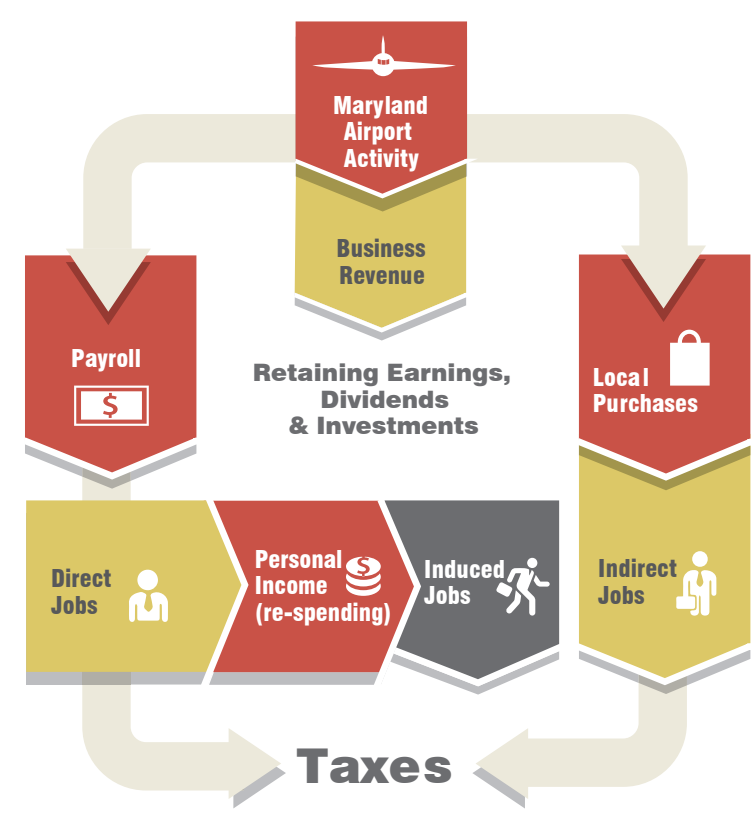 Maryland
Airport
Activity
Business
Revenue
Payroll
$
Retaining Earnings,
Dividends
& Investments
Local
Purchases
Direct
Jobs
Personal
Income
(re-spending)
$
Induced
Jobs
Indirect
Jobs
Taxes